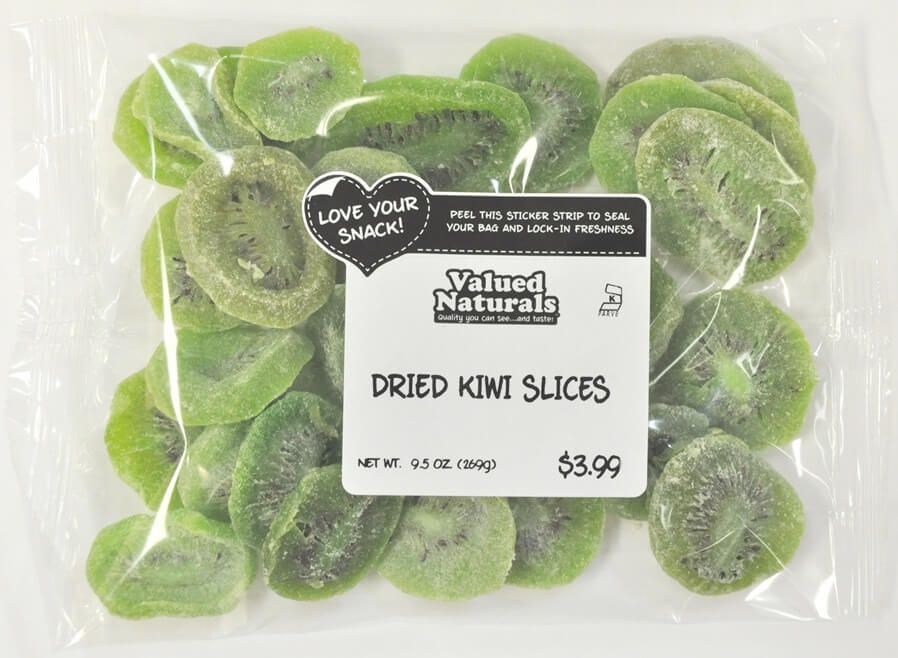 LOVE YOUR
SNACK!
PEEL THIS STICKER STRIP TO SEAL
YOUR BAG AND LOCK-IN FRESHNESS
Valued
Naturals
Quality you can see....and taste!
K
PARVE
DRIED KIWI SLICES
NET WT. 9.5 OZ. (269g)
$3.99